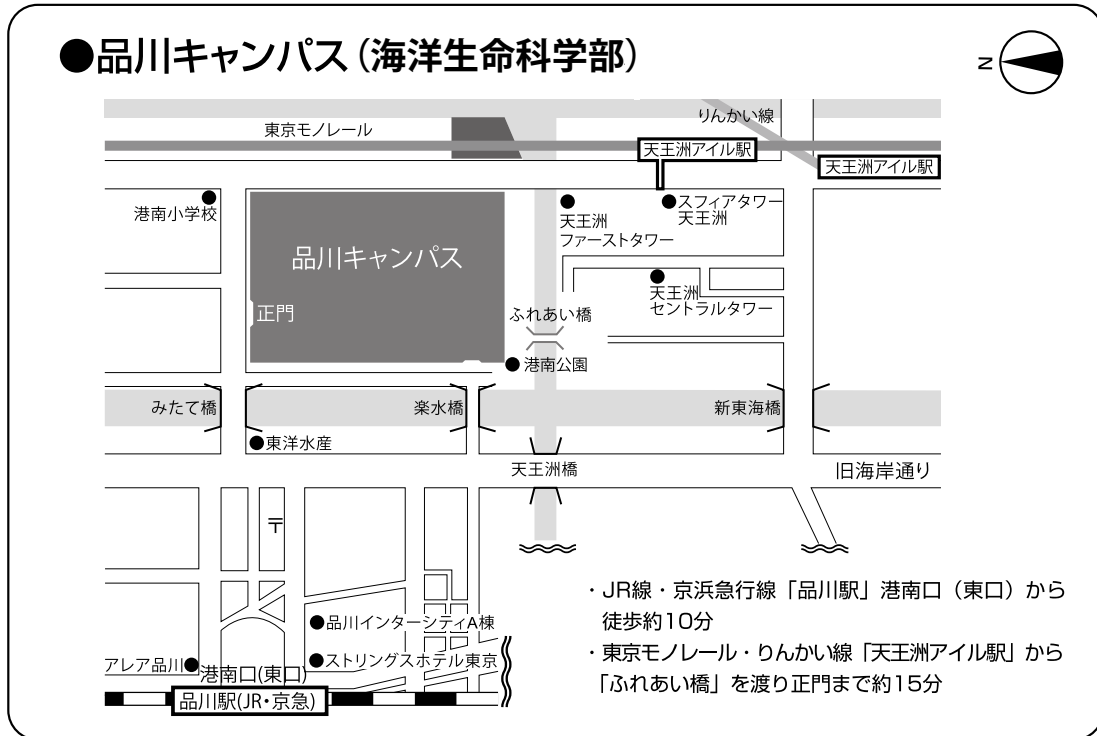 ●品川キャンパス（海洋生命科学部）
N
りんかい線
東京モノレール
天王洲アイル駅
天王洲アイル駅
港南小学校
スフィアタワー
天王洲
天王洲
ファーストタワー
品川キャンパス
天王洲
セントラルタワー
正門
ふれあい橋
港南公園
みたて橋
楽水橋
新東海橋
東洋水産
天王洲橋
旧海岸通り
〒
・JR線・京浜急行線「品川駅」港南口（東口）から
徒歩約10分
・東京モノレール・りんかい線「天王洲アイル駅」から
「ふれあい橋」を渡り正門まで約15分
品川インターシティA棟
ストリングスホテル東京
アレア品川
港南口(東口)
品川駅(JR・京急)